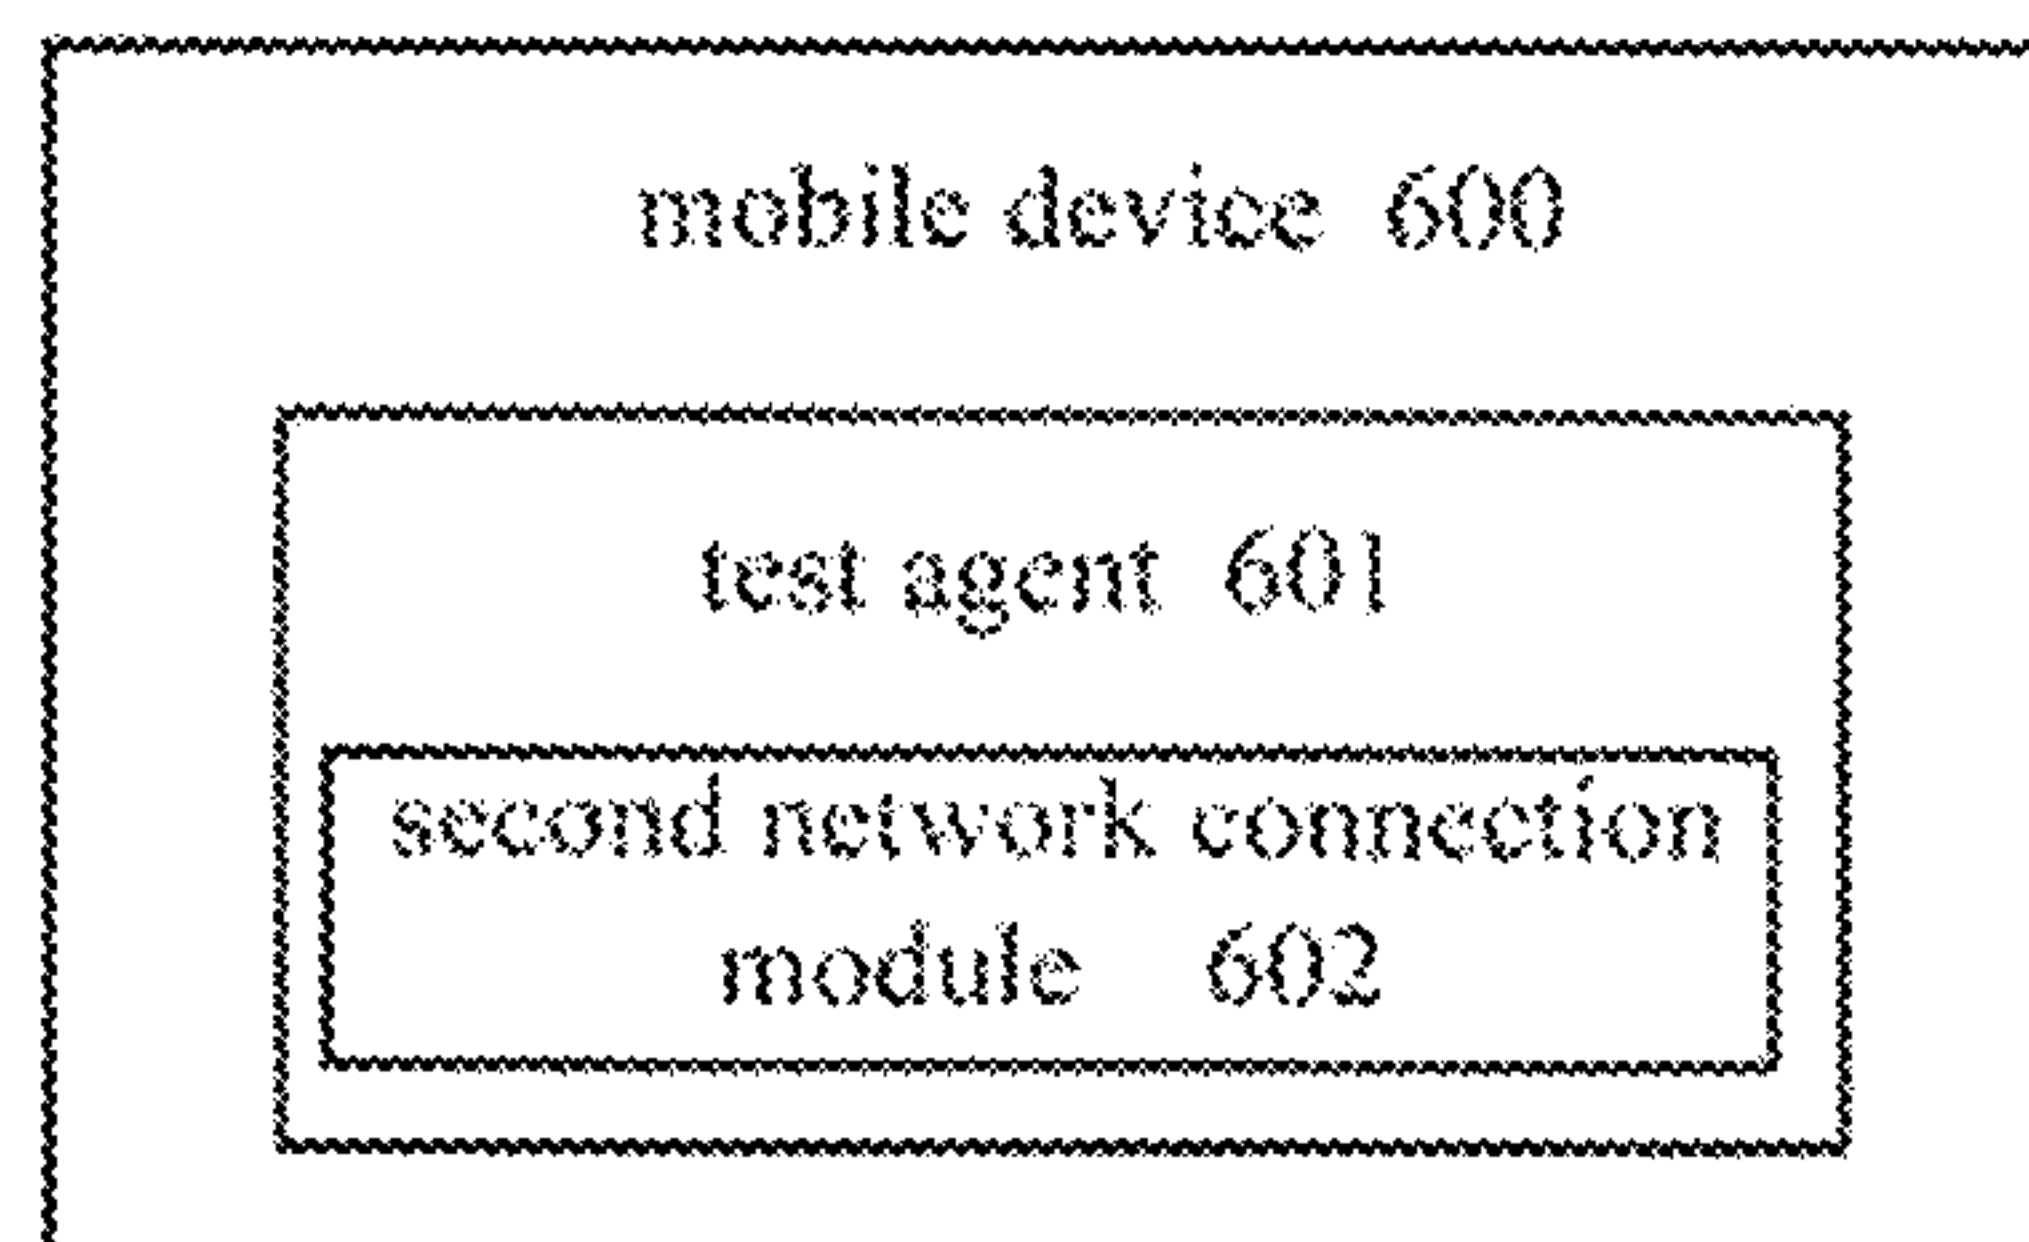 mobile device 600
test agent 601
second network connection
module 602